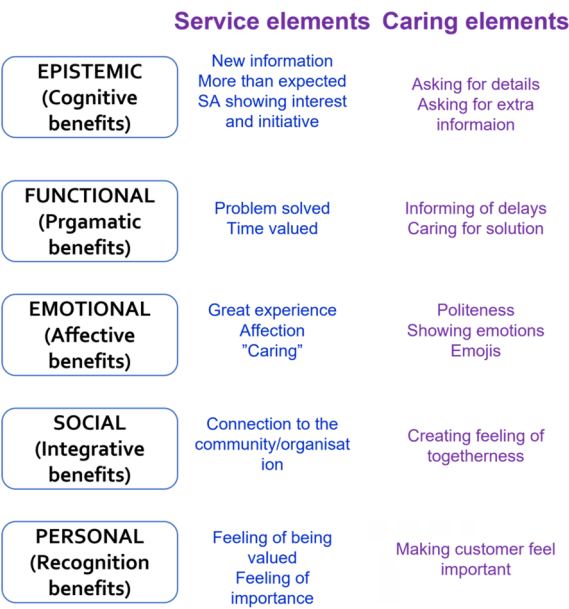 Service elements Caring elements
EPISTEMIC
(Cognitive
benefits)
New information
More than expected
SA showing interest
and initiative
Asking for details
Asking for extra
informaion
FUNCTIONAL
(Prgamatic
benefits)
Problem solved
Time valued
Informing of delays
Caring for solution
EMOTIONAL
(Affective
benefits)
Great experience
Affection
”Caring”
Politeness
Showing emotions
Emojis
SOCIAL
(Integrative
benefits)
Connection to the
community/organisat
ion
Creating feeling of
togetherness
PERSONAL
(Recognition
benefits)
Feeling of being
valued
Feeling of
importance
Making customer feel
important